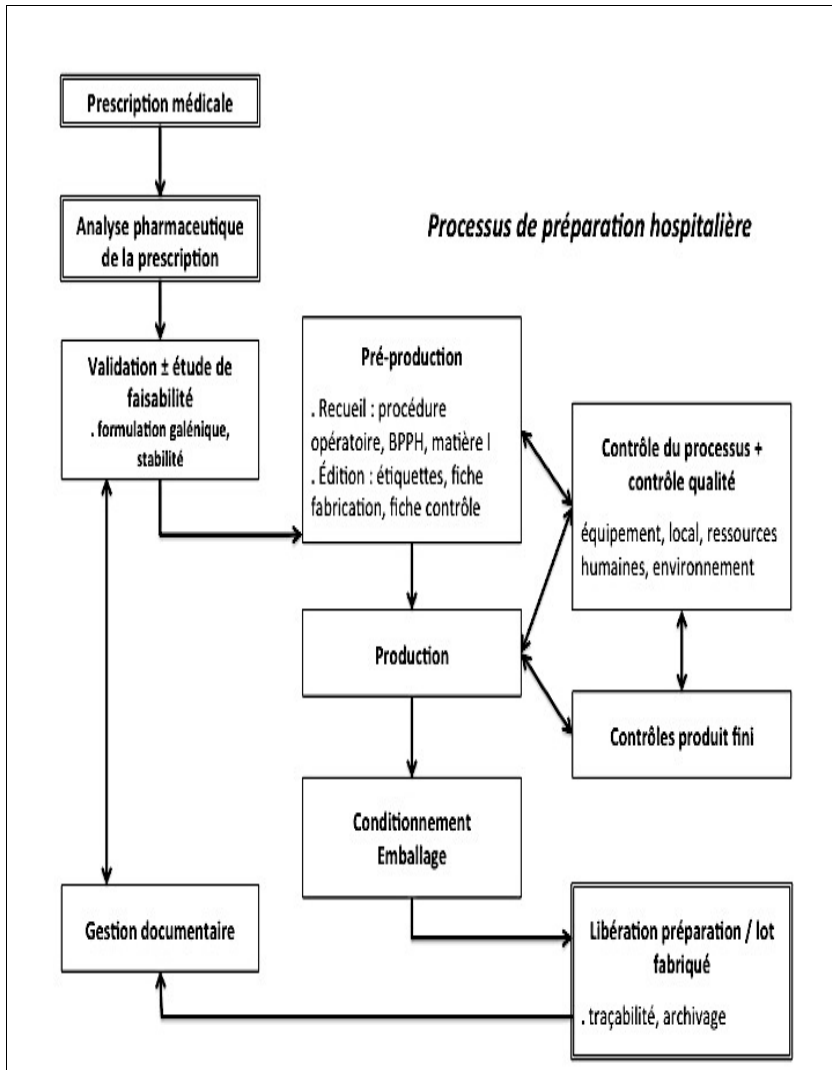 Prescription médicale
Analyse pharmaceutique
de la prescription
Processus de préparation hospitalière
Validation ± étude de
faisabilité
. formulation galénique,
stabilité
Pré-production
. Recueil : procédure
opératoire, BPPH, matière I
. Édition : étiquettes, fiche
fabrication, fiche contrôle
Contrôle du processus +
contrôle qualité
équipement, local, ressources
humaines, environnement
Production
Contrôles produit fini
Conditionnement
Emballage
Gestion documentaire
Libération préparation / lot
fabriqué
. traçabilité, archivage